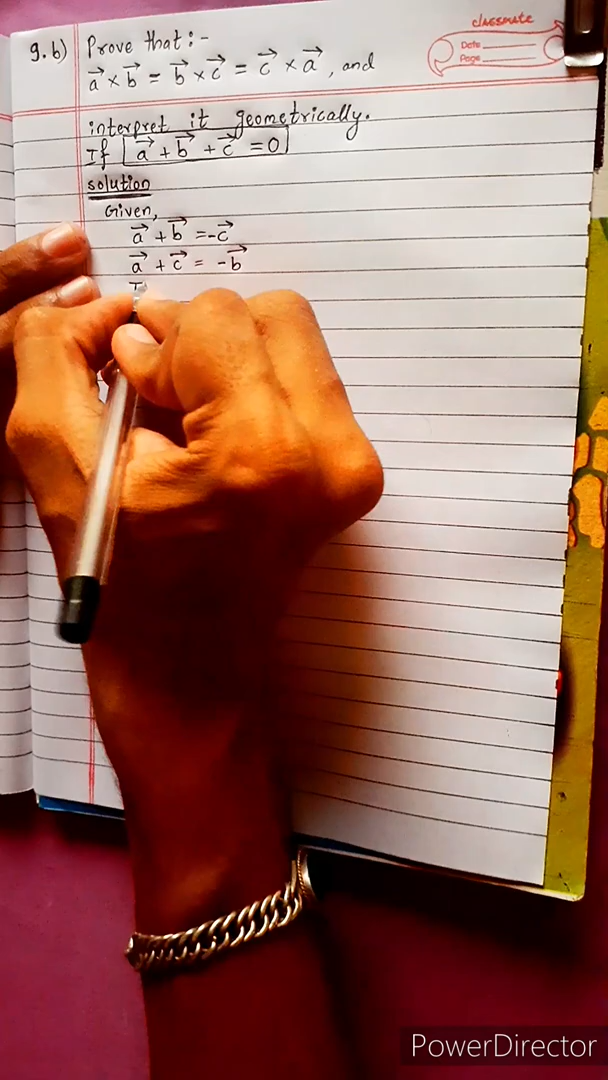 classmate
Date
Page
9. b) Prove that :-
a⃗ × b⃗ = b⃗ × c⃗ = c⃗ × a⃗ , and
interpret it geometrically.
If a⃗ + b⃗ + c⃗ = 0
solution
Given,
a⃗ + b⃗ = -c⃗
a⃗ + c⃗ = -b⃗
PowerDirector